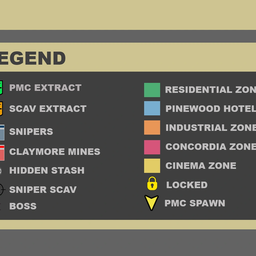 EGEND
PMC EXTRACT
SCAV EXTRACT
SNIPERS
CLAYMORE MINES
HIDDEN STASH
SNIPER SCAV
BOSS
RESIDENTIAL ZON
PINEWOOD HOTEL
INDUSTRIAL ZONE
CONCORDIA ZONE
CINEMA ZONE
LOCKED
PMC SPAWN